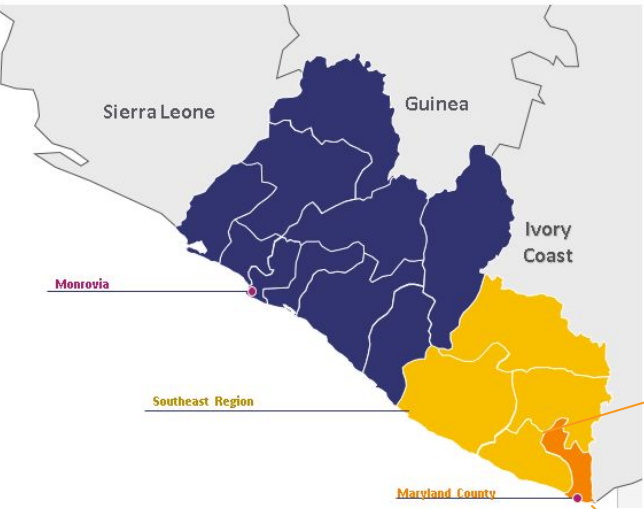 Guinea
Sierra Leone
Ivory
Coast
Monrovia
Southeast Region
Maryland County